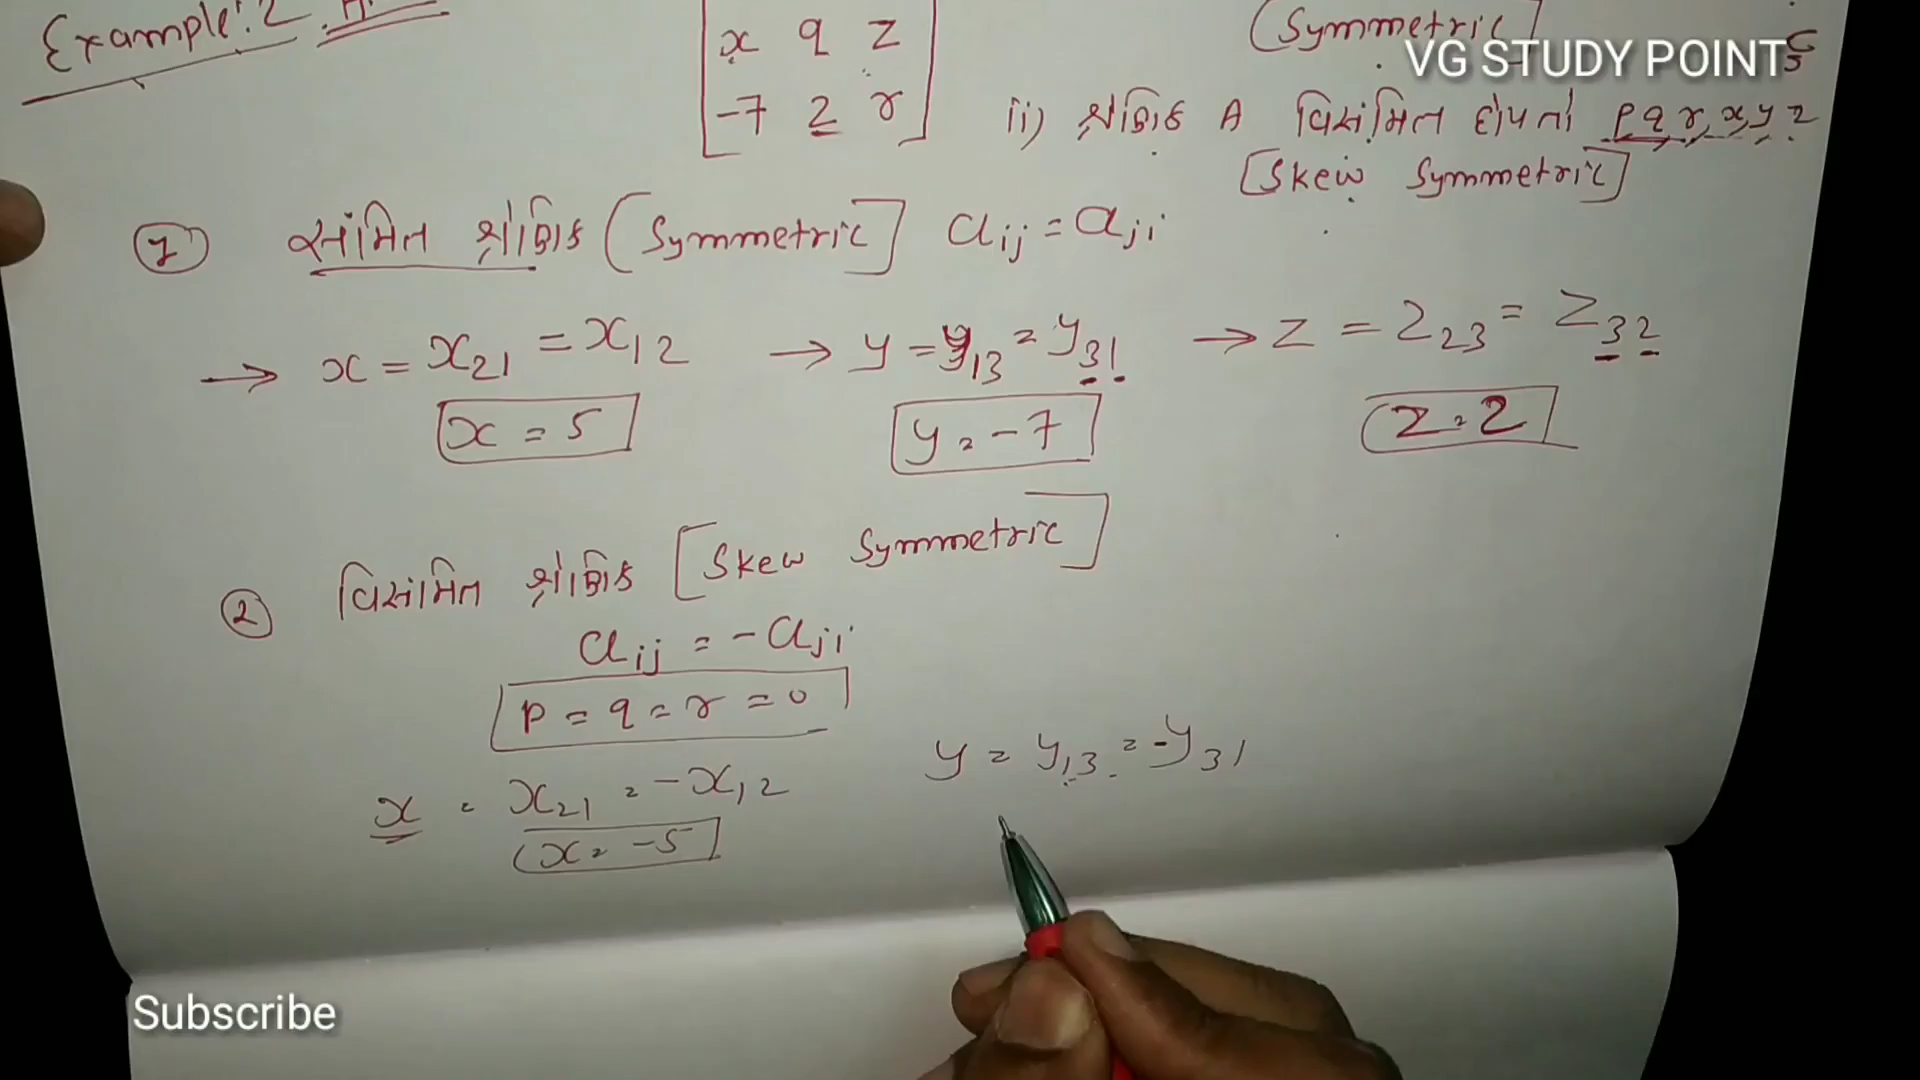 Example: 2
x q z
-7 2 r
(Symmetric]
VG STUDY POINT
ii) શ્રેણિક A વિસંમિત હોય તો p, q, r, x, y, z
[Skew Symmetric]
1 સંમિત શ્રેણિક [Symmetric] aij = aji
→ x = x21 = x12 → y = y13 = y31 → z = z23 = z32
x = 5 y = -7 z = 2
2 વિસંમિત શ્રેણિક [Skew Symmetric]
aij = -aji
p = q = r = 0
x = x21 = -x12 y = y13 = -y31
x = -5
Subscribe